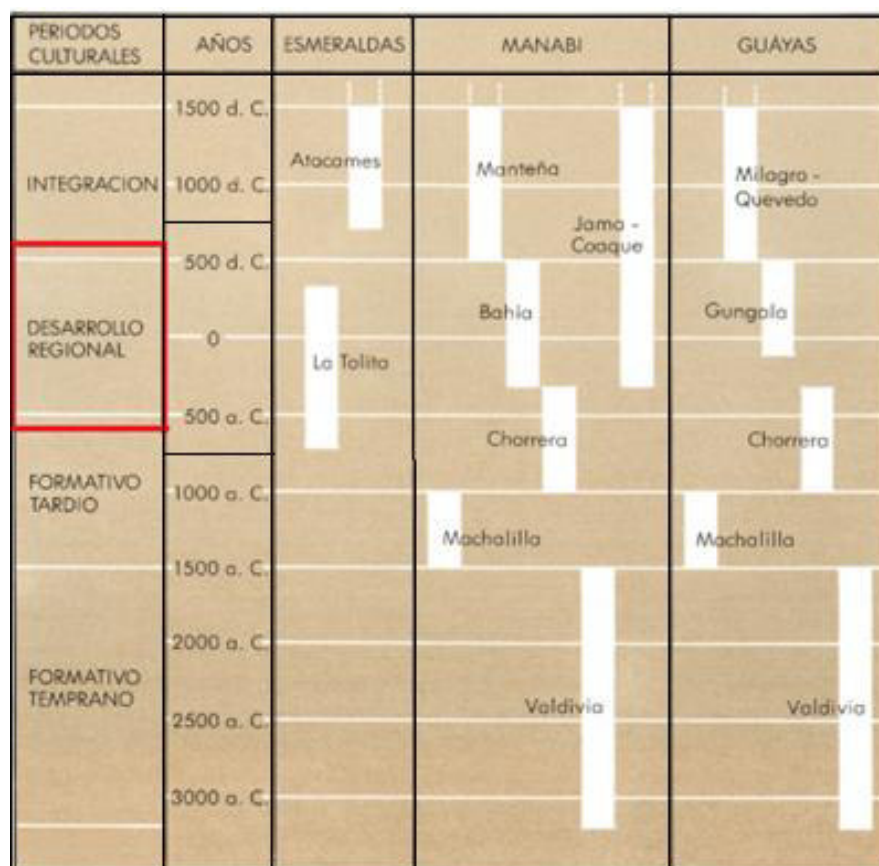 PERIODOS
CULTURALES
AÑOS
ESMERALDAS
MANABI
GUAYAS
1500 d. C.
INTEGRACION
1000 d. C.
Atacames
Manteña
Milagro -
Quevedo
Jama -
Coaque
500 d. C.
DESARROLLO
REGIONAL
0
La Tolita
Bahía
Gungala
500 a. C.
Chorrera
Chorrera
FORMATIVO
TARDIO
1000 a. C.
Machalilla
Machalilla
1500 a. C.
2000 a. C.
FORMATIVO
TEMPRANO
Valdivia
Valdivia
2500 a. C.
3000 a. C.